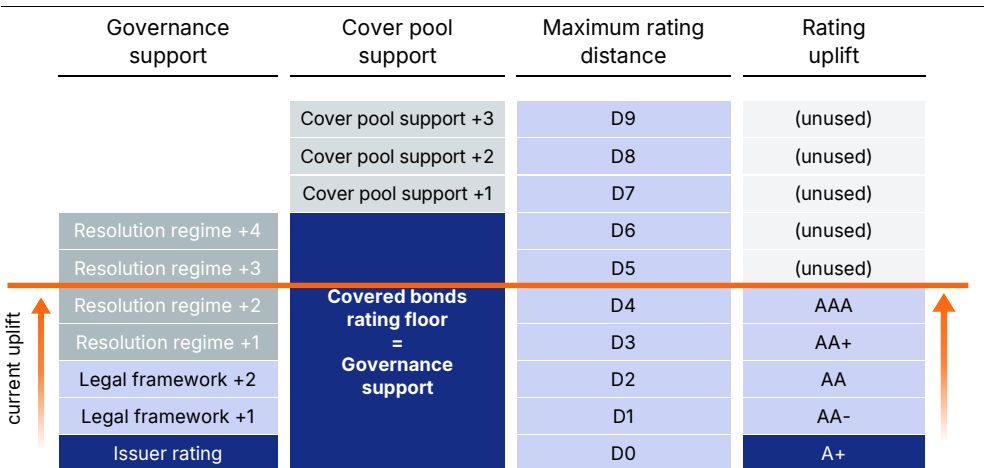 Governance
support
Cover pool
support
Maximum rating
distance
Rating
uplift
Cover pool support +3
D9
(unused)
Cover pool support +2
D8
(unused)
Cover pool support +1
D7
(unused)
Resolution regime +4
D6
(unused)
Resolution regime +3
D5
(unused)
Resolution regime +2
D4
AAA
Resolution regime +1
D3
AA+
Legal framework +2
D2
AA
Legal framework +1
D1
AA-
Issuer rating
D0
A+
Covered bonds
rating floor
=
Governance
support
current uplift